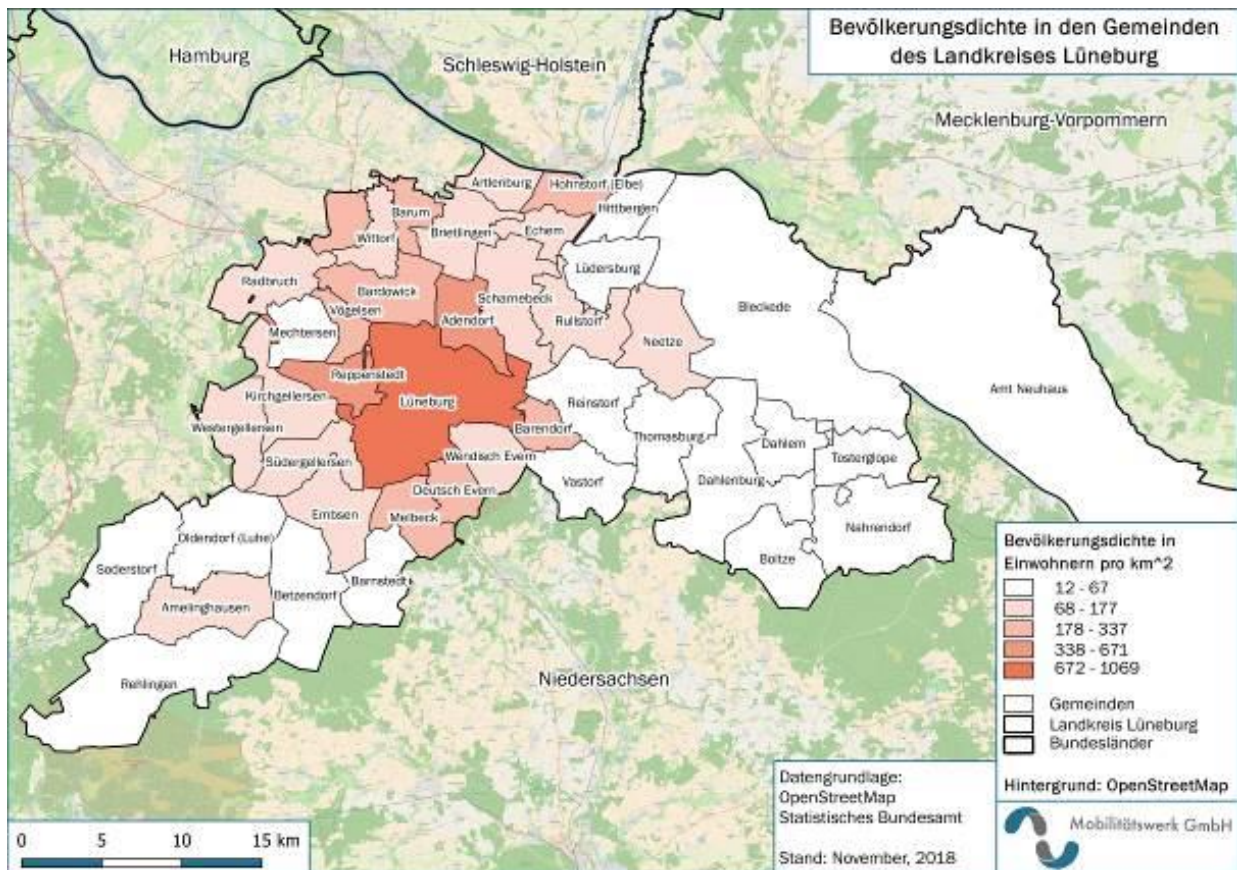 Bevölkerungsdichte in den Gemeinden
des Landkreises Lüneburg
Hamburg
Schleswig-Holstein
Mecklenburg-Vorpommern
Artlenburg
Hohnstorf (Elbe)
Barum
Hittbergen
Wittorf
Brietlingen
Echem
Lüdersburg
Radbruch
Bardowick
Scharnebeck
Bleckede
Vögelsen
Adendorf
Rullstorf
Mechtersen
Neetze
Amt Neuhaus
Reppenstedt
Kirchgellersen
Lüneburg
Reinstorf
Westergellersen
Barendorf
Thomasburg
Dahlem
Wendisch Evern
Tosterglope
Südergellersen
Deutsch Evern
Vastorf
Dahlenburg
Embsen
Melbeck
Nahrendorf
Oldendorf (Luhe)
Boitze
Soderstorf
Barnstedt
Betzendorf
Amelinghausen
Rehlingen
Niedersachsen
Bevölkerungsdichte in
Einwohnern pro km^2
12 - 67
68 - 177
178 - 337
338 - 671
672 - 1069
Gemeinden
Landkreis Lüneburg
Bundesländer
Hintergrund: OpenStreetMap
Datengrundlage:
OpenStreetMap
Statistisches Bundesamt
Stand: November, 2018
Mobilitätswerk GmbH
0 5 10 15 km